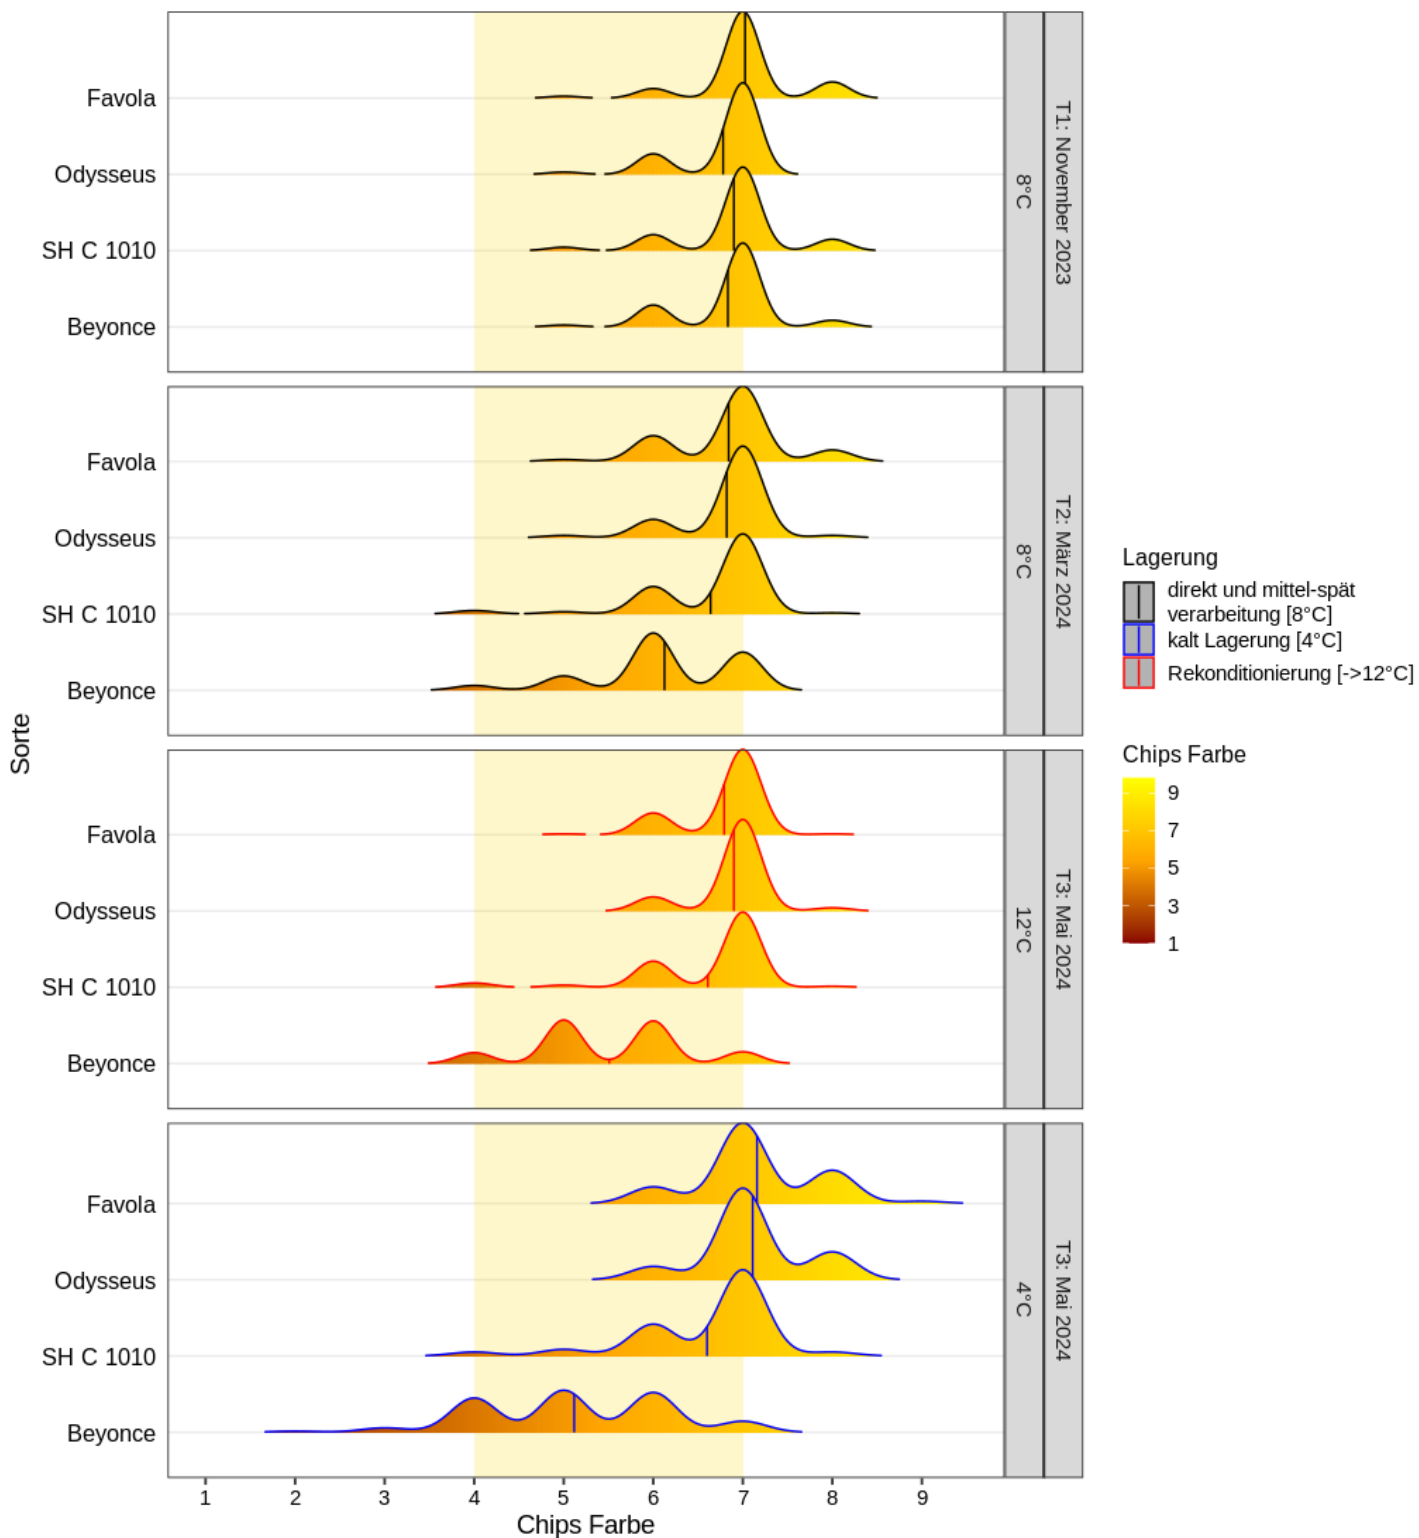 Sorte
Favola
Odysseus
SH C 1010
Beyonce
8°C
T1: November 2023
Favola
Odysseus
SH C 1010
Beyonce
8°C
T2: März 2024
Favola
Odysseus
SH C 1010
Beyonce
12°C
T3: Mai 2024
Favola
Odysseus
SH C 1010
Beyonce
4°C
T3: Mai 2024
1 2 3 4 5 6 7 8 9
Chips Farbe
Lagerung
direkt und mittel-spät
verarbeitung [8°C]
kalt Lagerung [4°C]
Rekonditionierung [->12°C]
Chips Farbe
9
7
5
3
1